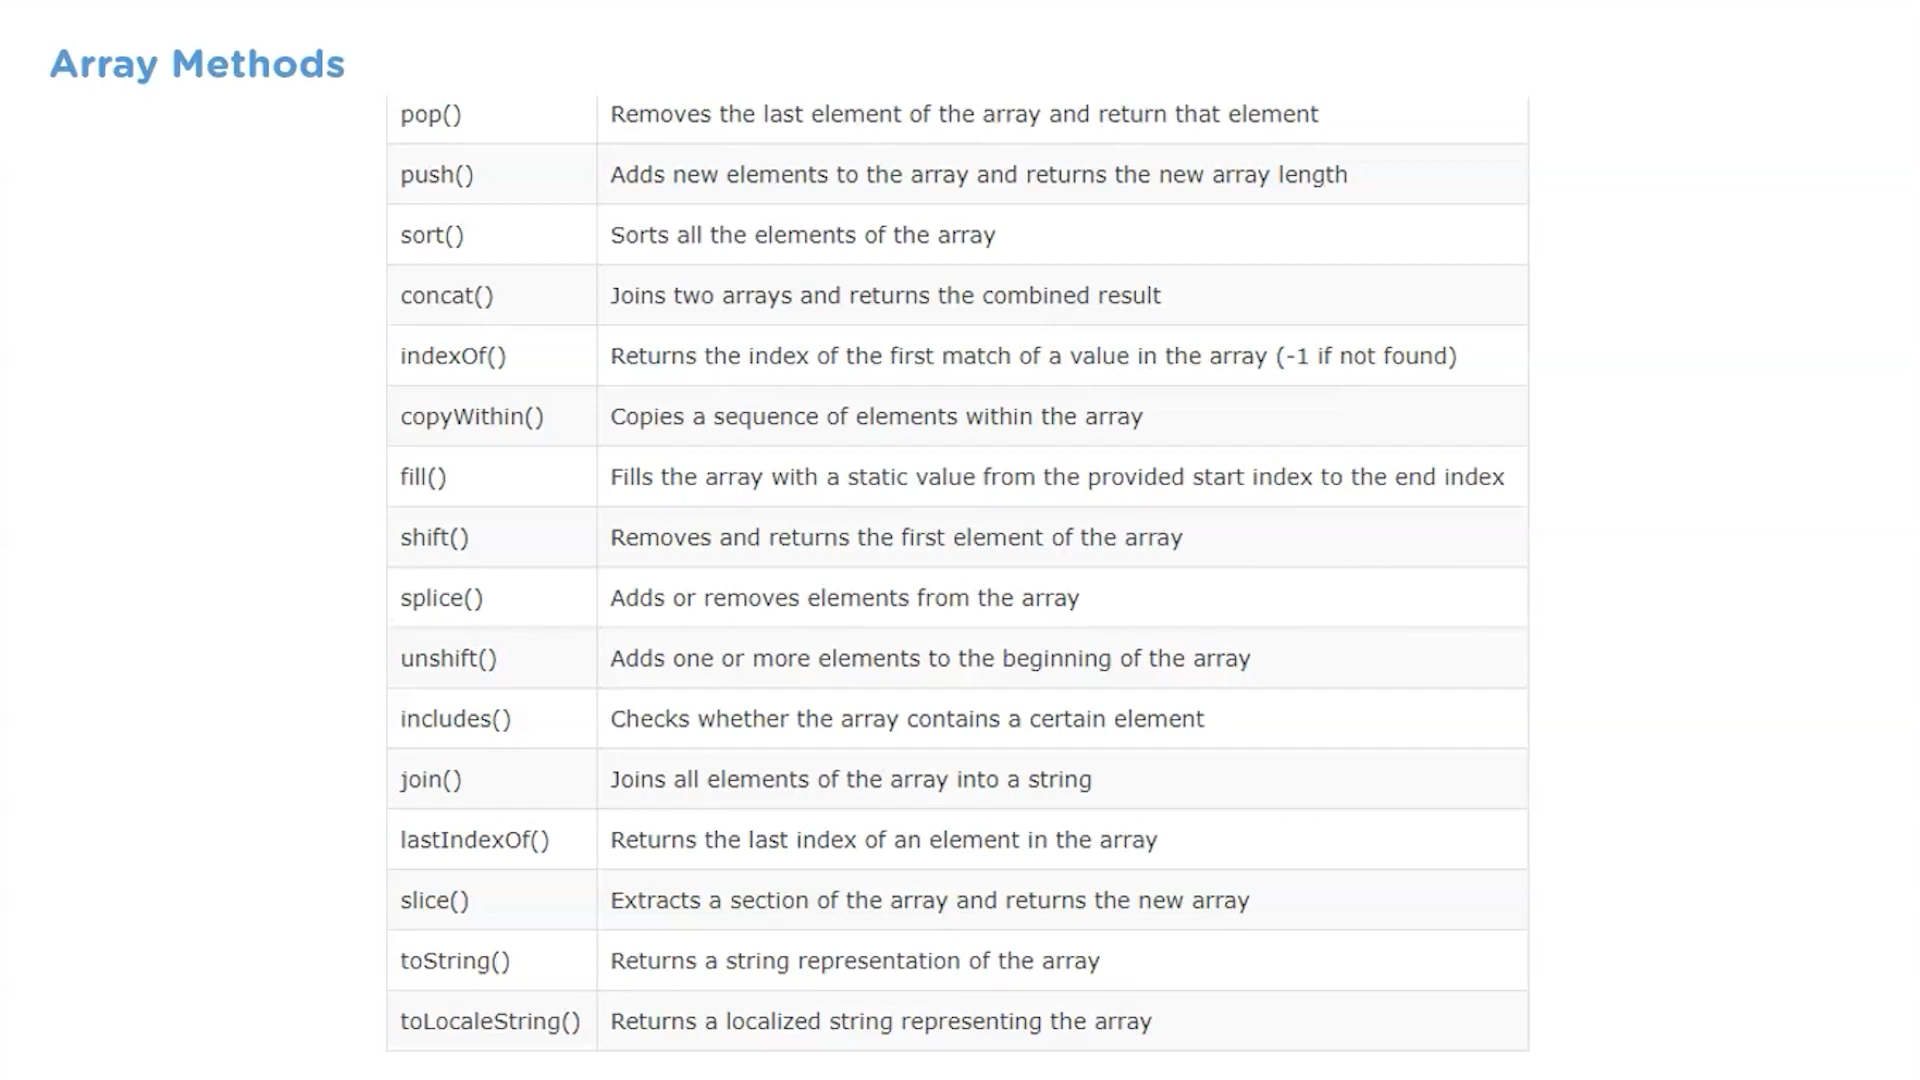 Array Methods
pop() Removes the last element of the array and return that element
push() Adds new elements to the array and returns the new array length
sort() Sorts all the elements of the array
concat() Joins two arrays and returns the combined result
indexOf() Returns the index of the first match of a value in the array (-1 if not found)
copyWithin() Copies a sequence of elements within the array
fill() Fills the array with a static value from the provided start index to the end index
shift() Removes and returns the first element of the array
splice() Adds or removes elements from the array
unshift() Adds one or more elements to the beginning of the array
includes() Checks whether the array contains a certain element
join() Joins all elements of the array into a string
lastIndexOf() Returns the last index of an element in the array
slice() Extracts a section of the array and returns the new array
toString() Returns a string representation of the array
toLocaleString() Returns a localized string representing the array